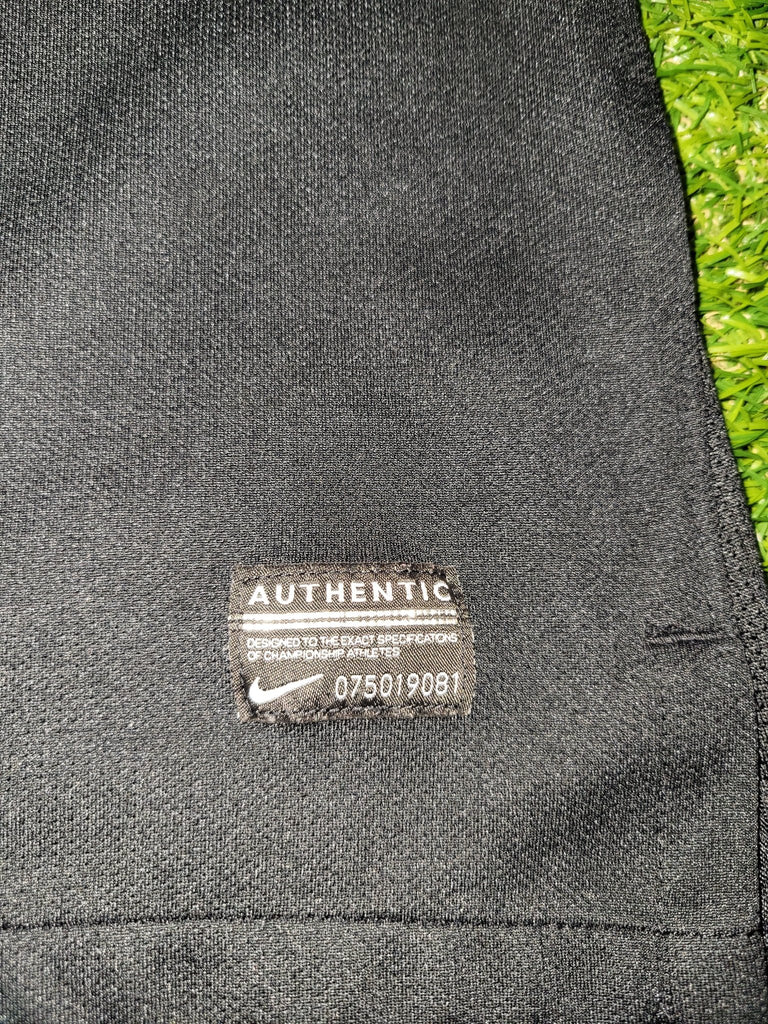 AUTHENTIC
DESIGNED TO THE EXACT SPECIFICATIONS
OF CHAMPIONSHIP ATHLETES
075019081